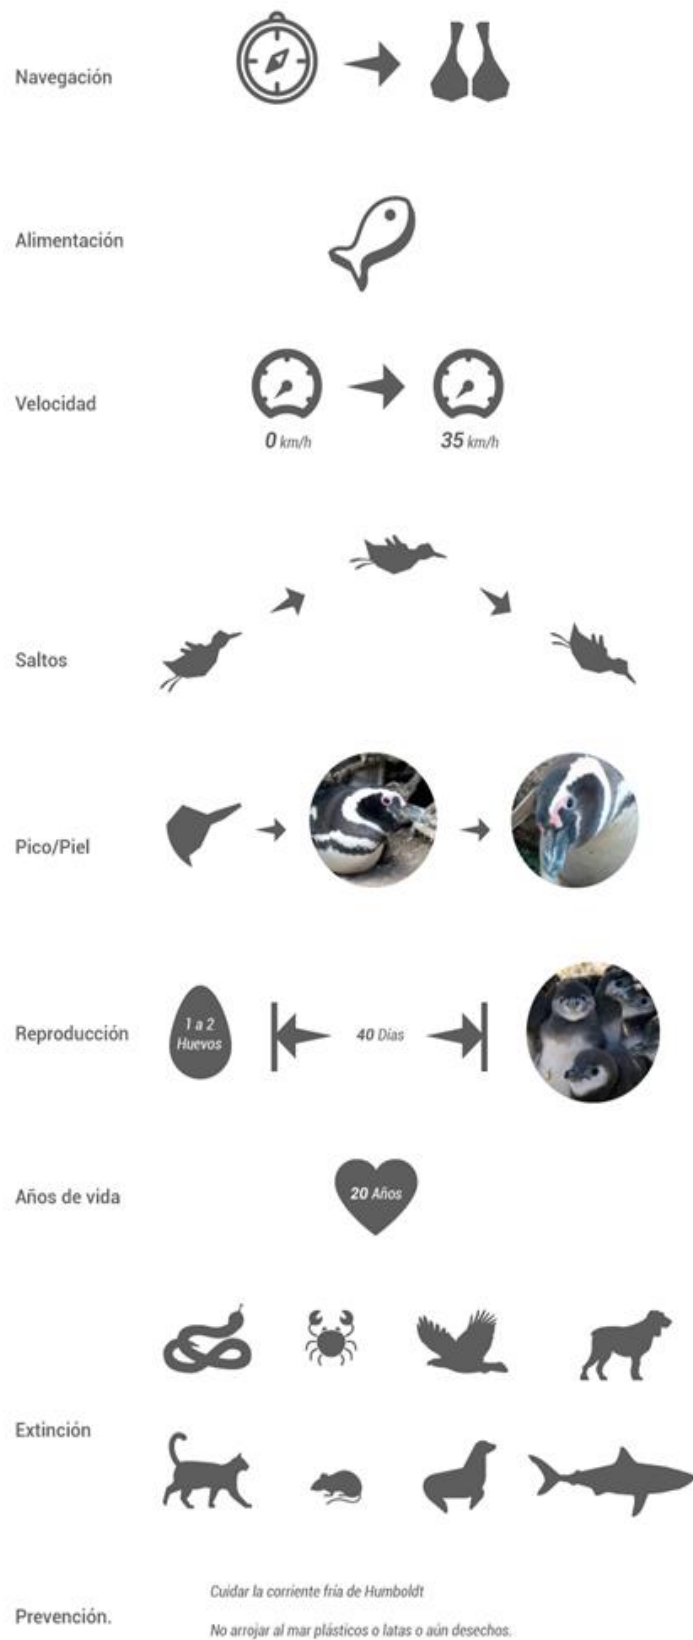 Navegación
Alimentación
Velocidad
0 km/h
35 km/h
Saltos
Pico/Piel
Reproducción
1 a 2
Huevos
40 Días
Años de vida
20 Años
Extinción
Prevención.
Cuidar la corriente fría de Humboldt
No arrojar al mar plásticos o latas o aún desechos.